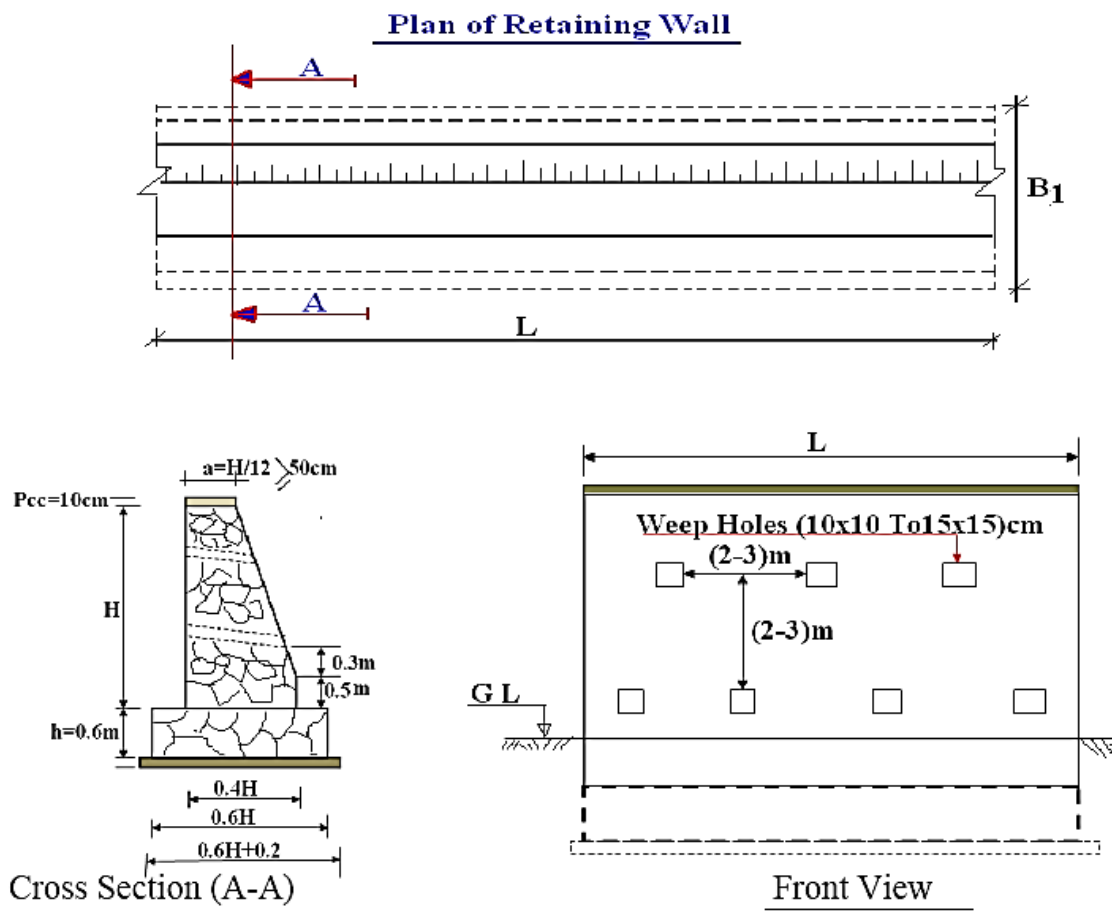 Plan of Retaining Wall
A
B1
A
L
a=H/12 > 50cm
Pcc=10cm
H
0.3m
0.5m
h=0.6m
0.4H
0.6H
0.6H+0.2
Cross Section (A-A)
L
Weep Holes (10x10 To15x15)cm
(2-3)m
(2-3)m
G L
Front View